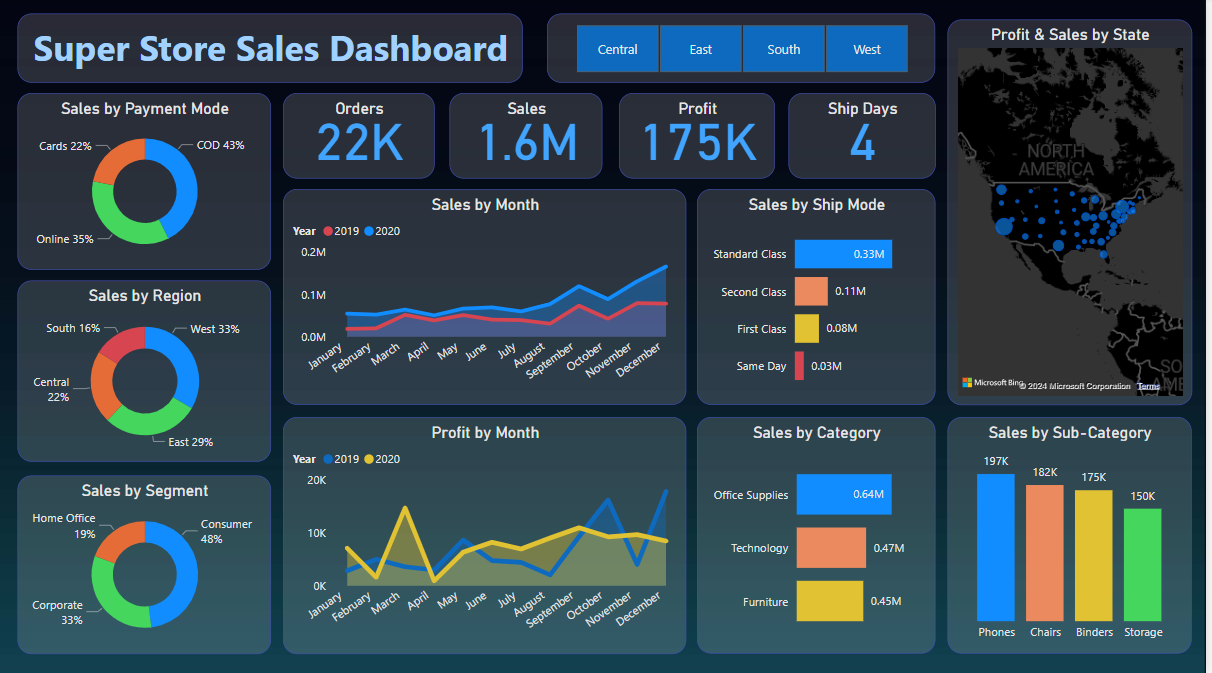 Super Store Sales Dashboard
Central
East
South
West
Profit & Sales by State
NORTH
AMERICA
Microsoft Bing
© 2024 Microsoft Corporation
Terms
Sales by Payment Mode
Cards 22%
COD 43%
Online 35%
Orders
22K
Sales
1.6M
Profit
175K
Ship Days
4
Sales by Region
South 16%
West 33%
Central
22%
East 29%
Sales by Month
Year 2019 2020
0.2M
0.1M
0.0M
January
February
March
April
May
June
July
August
September
October
November
December
Sales by Ship Mode
Standard Class
0.33M
Second Class
0.11M
First Class
0.08M
Same Day
0.03M
Sales by Segment
Home Office
19%
Consumer
48%
Corporate
33%
Profit by Month
Year 2019 2020
20K
10K
0K
January
February
March
April
May
June
July
August
September
October
November
December
Sales by Category
Office Supplies
0.64M
Technology
0.47M
Furniture
0.45M
Sales by Sub-Category
197K
182K
175K
150K
Phones
Chairs
Binders
Storage